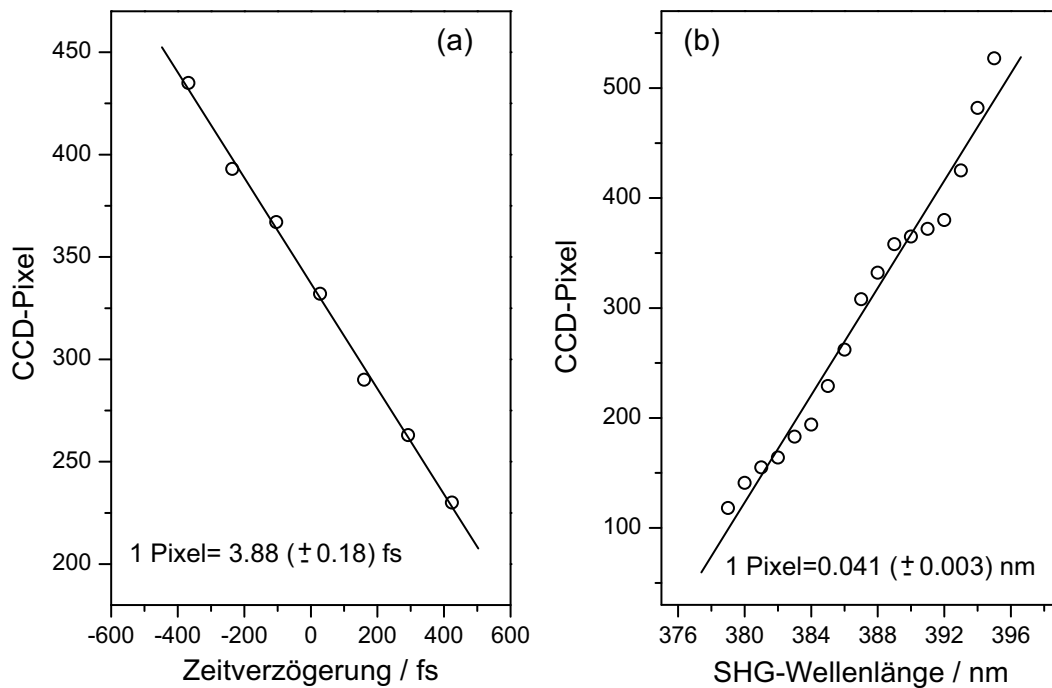 (a)
CCD-Pixel
450
400
350
300
250
200
1 Pixel= 3.88 (±0.18) fs
-600 -400 -200 0 200 400 600
Zeitverzögerung / fs
(b)
CCD-Pixel
500
400
300
200
100
1 Pixel=0.041 (±0.003) nm
376 380 384 388 392 396
SHG-Wellenlänge / nm